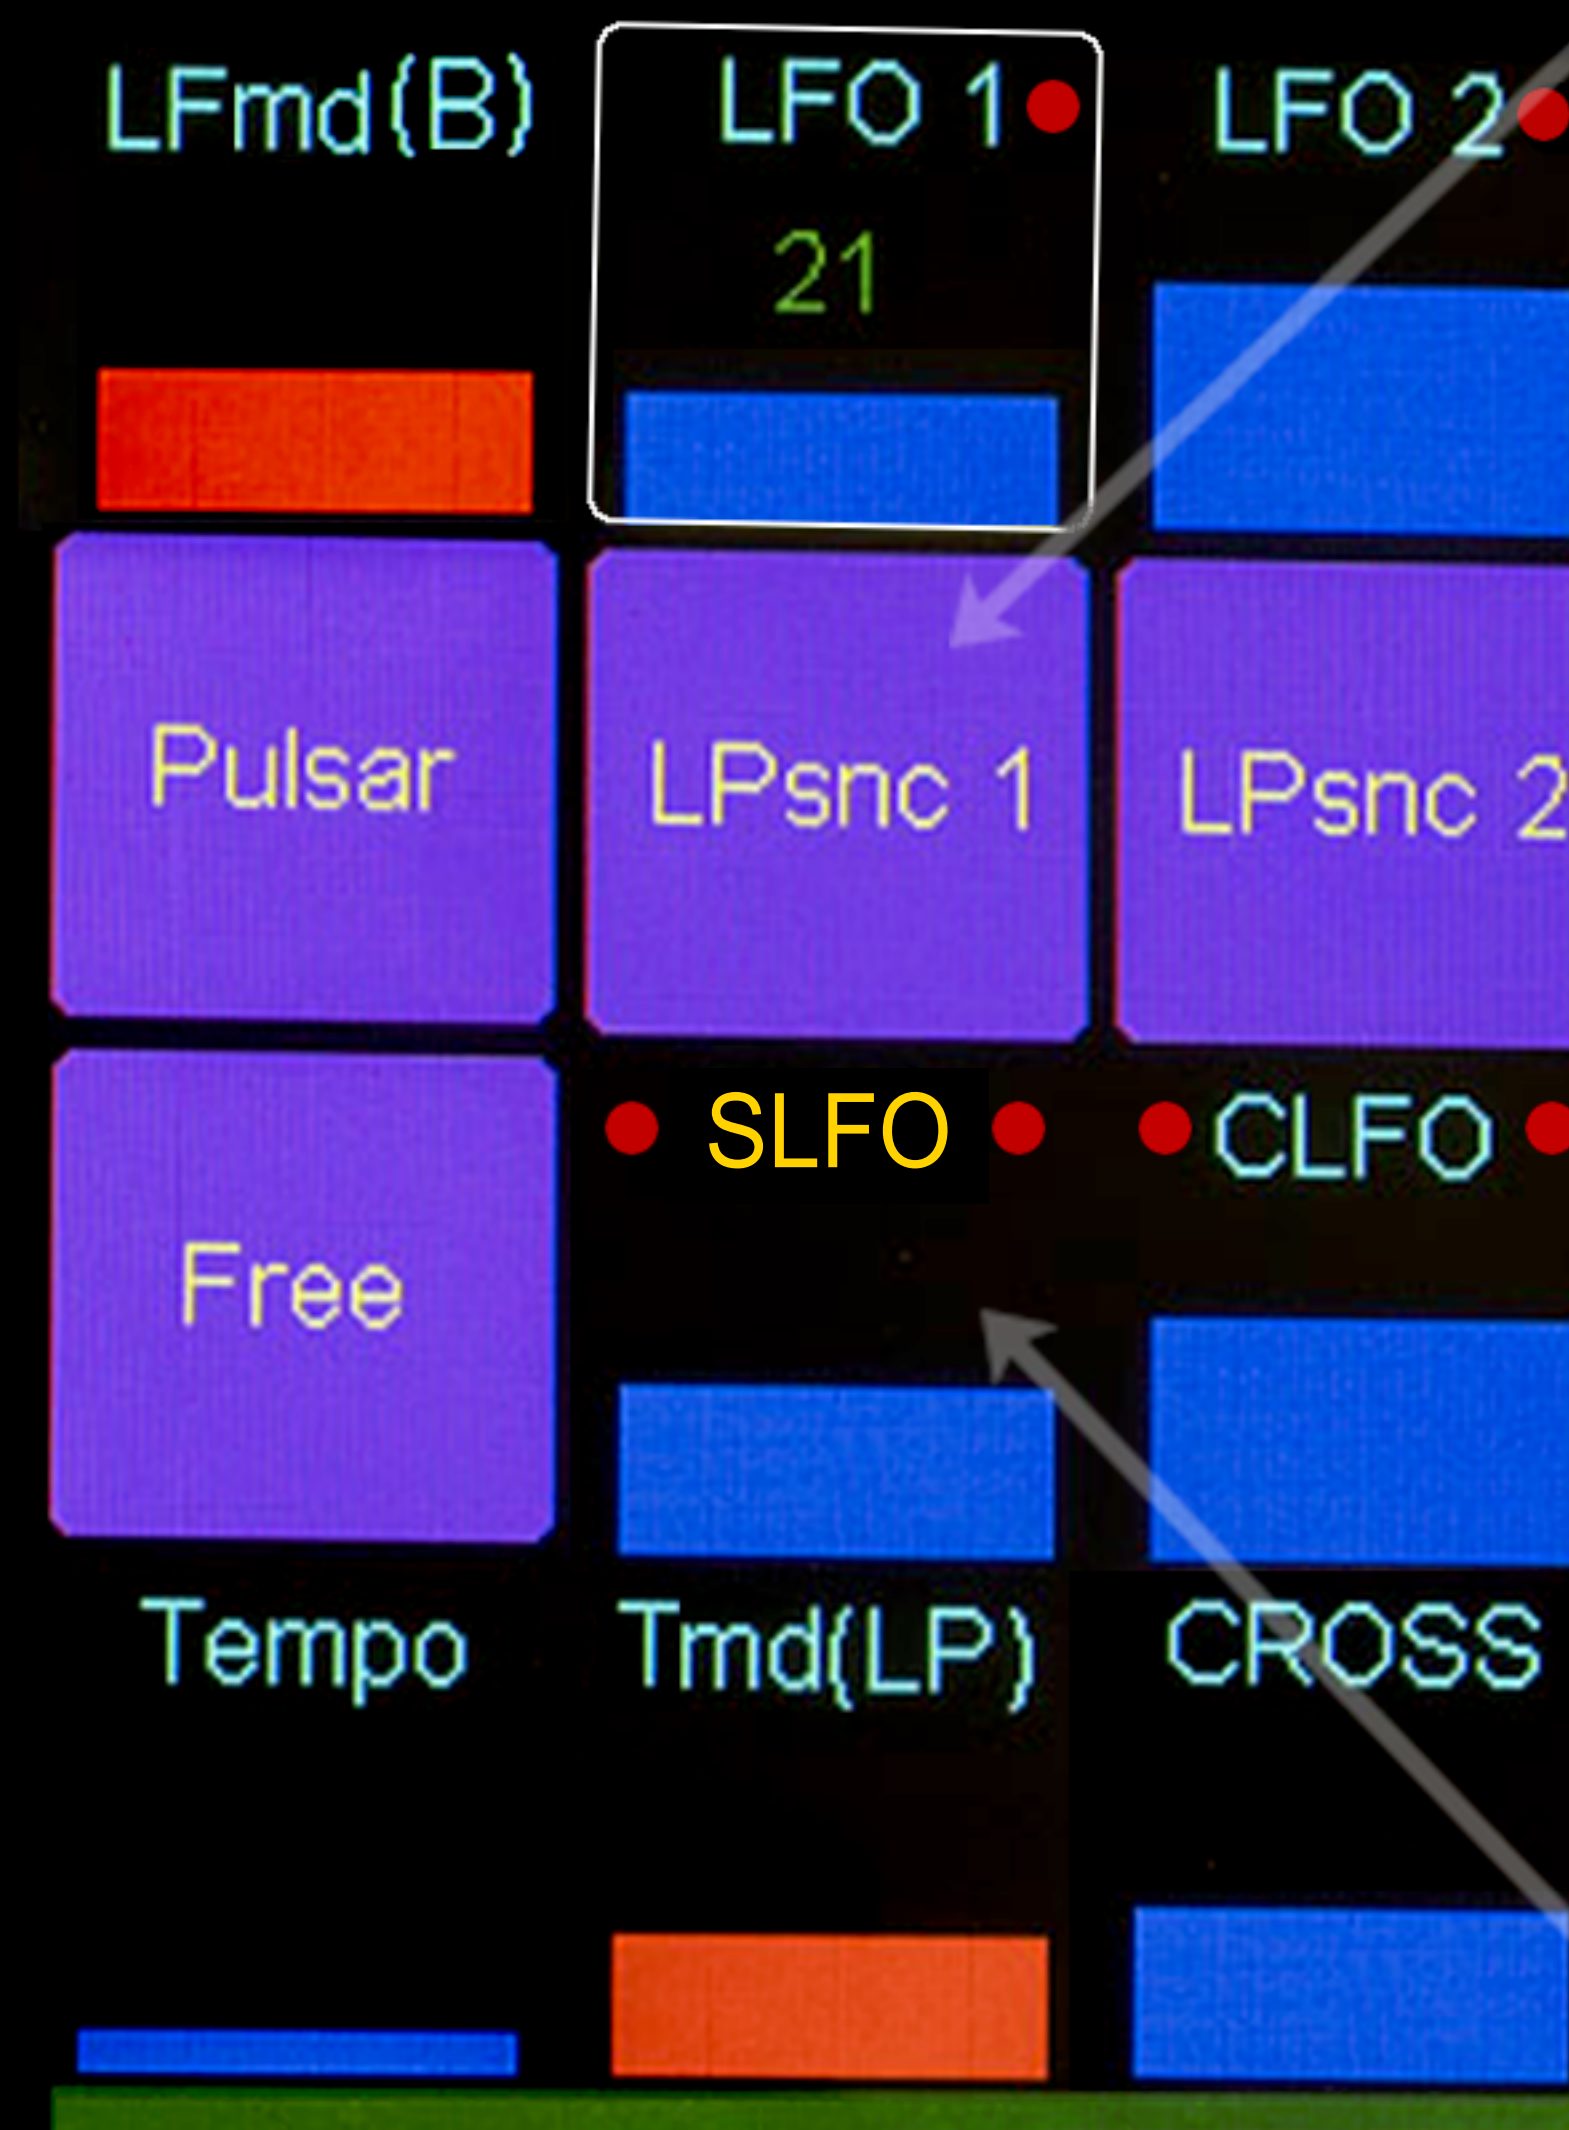 LFmd(B) LFO 1 LFO 2
21
Pulsar LPsnc 1 LPsnc 2
Free SLFO CLFO
Tempo Tmd(LP) CROSS